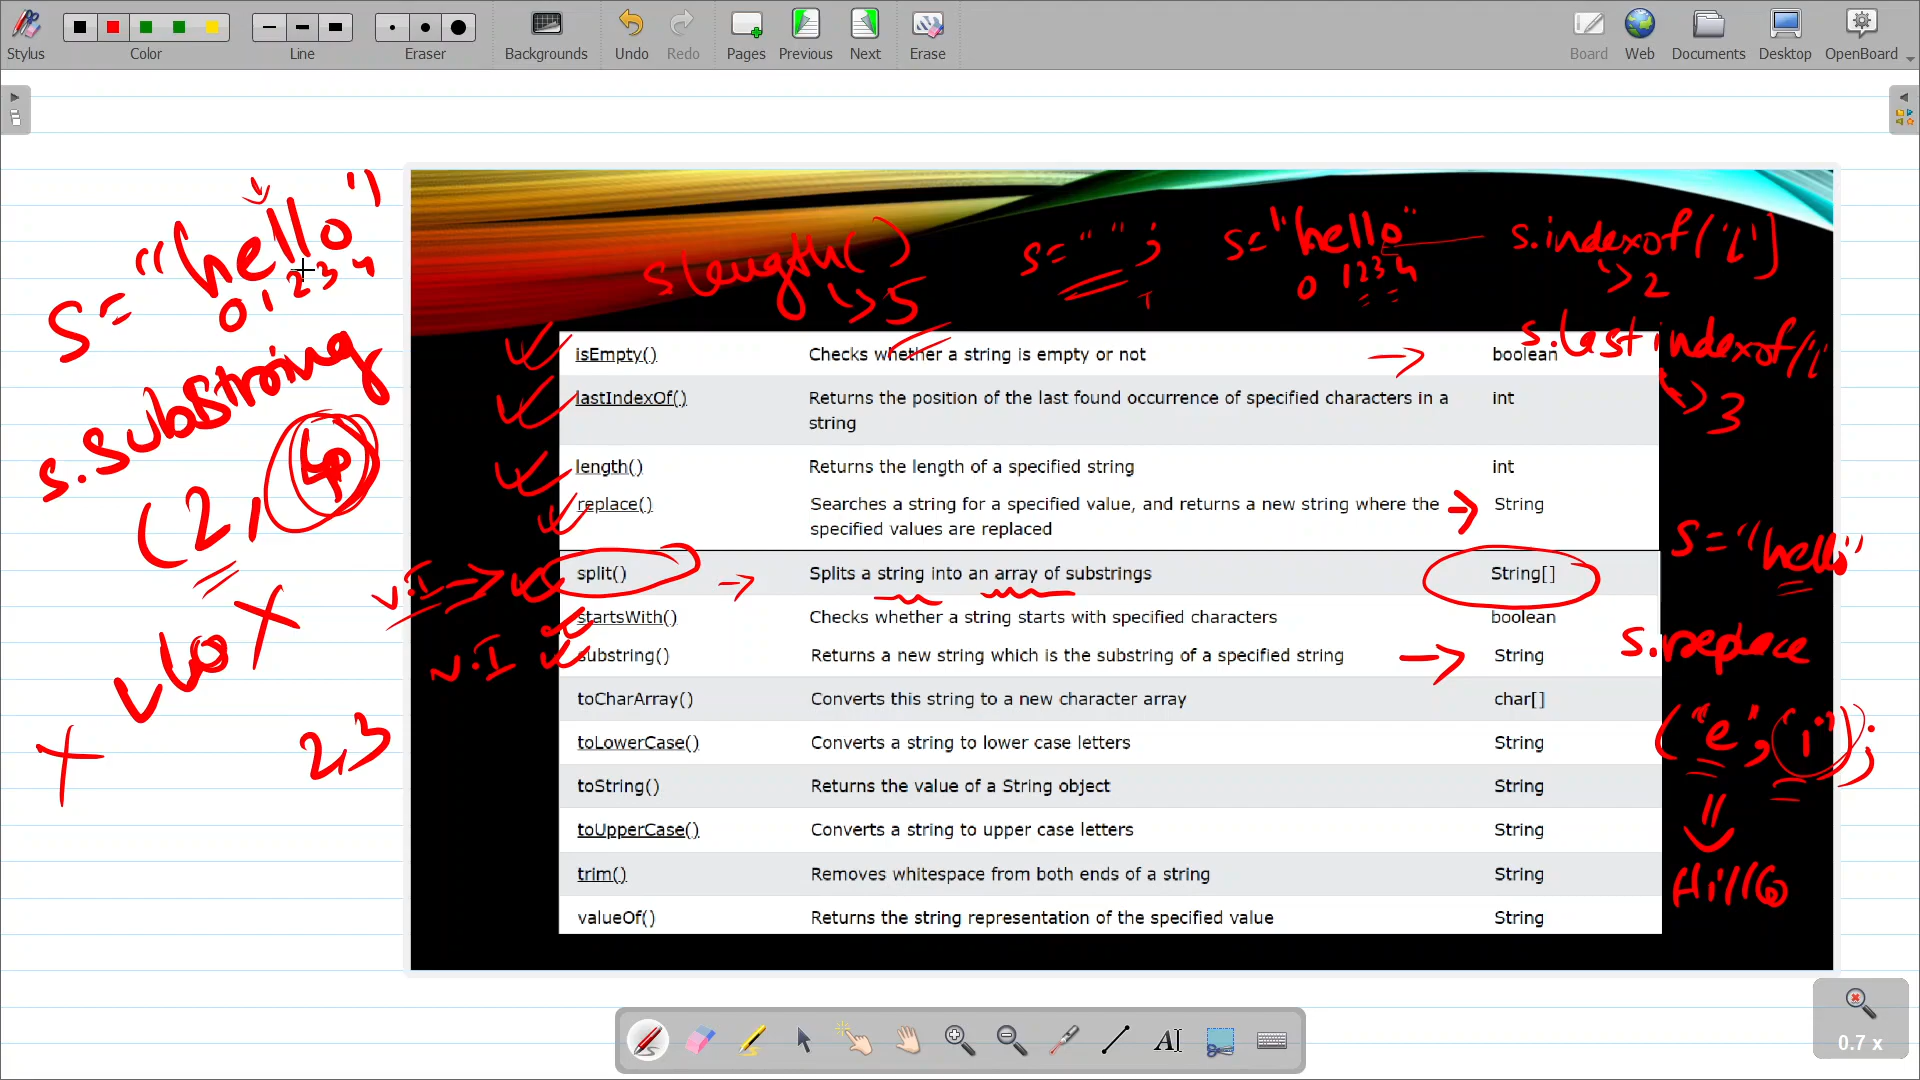 Stylus
Color
Line
Eraser
Backgrounds
Undo
Redo
Pages
Previous
Next
Erase
Board
Web
Documents
Desktop
OpenBoard
s = "hello"
0 1 2 3 4
s.substring
(2, 4)
llo X
X
2,3
s length()
5
s = " ";
s = "hello"
0 1 2 3 4
s.indexof('l')
2
s.lastindexof('l
3
isEmpty() Checks whether a string is empty or not boolean
lastIndexOf() Returns the position of the last found occurrence of specified characters in a int
string
length() Returns the length of a specified string int
replace() Searches a string for a specified value, and returns a new string where the String
specified values are replaced
v.I split() Splits a string into an array of substrings String[]
startsWith() Checks whether a string starts with specified characters boolean
v.I substring() Returns a new string which is the substring of a specified string String
toCharArray() Converts this string to a new character array char[]
toLowerCase() Converts a string to lower case letters String
toString() Returns the value of a String object String
toUpperCase() Converts a string to upper case letters String
trim() Removes whitespace from both ends of a string String
valueOf() Returns the string representation of the specified value String
s = "hello"
s.replace
("e", 'i');
Hillo
0.7 x